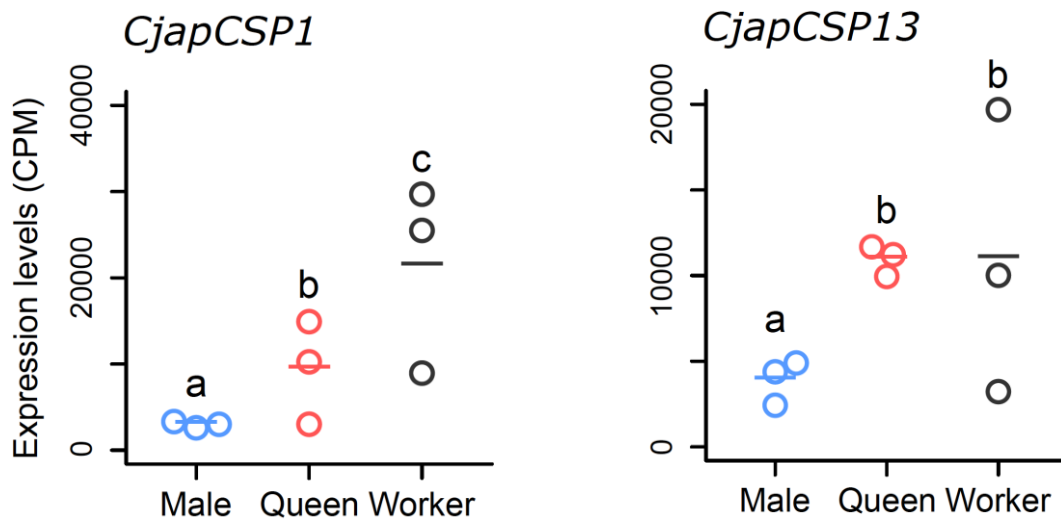 CjapCSP1
Expression levels (CPM)
40000
20000
0
a
b
c
Male Queen Worker
CjapCSP13
20000
10000
0
a
b
b
Male Queen Worker